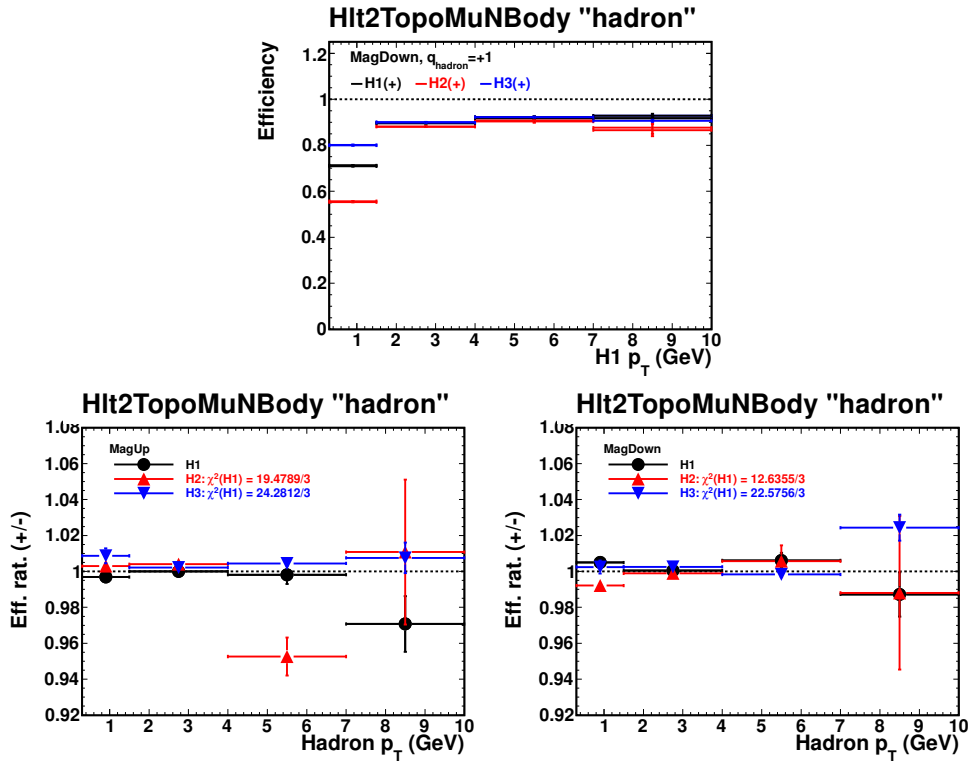 Hlt2TopoMuNBody "hadron"
Efficiency
1.2
1
0.8
0.6
0.4
0.2
0
MagDown, q_hadron=+1
H1(+) H2(+) H3(+)
1 2 3 4 5 6 7 8 9 10
H1 p_T (GeV)
Hlt2TopoMuNBody "hadron"
Eff. rat. (+/-)
1.08
1.06
1.04
1.02
1
0.98
0.96
0.94
0.92
MagUp
H1
H2: χ²(H1) = 19.4789/3
H3: χ²(H1) = 24.2812/3
1 2 3 4 5 6 7 8 9 10
Hadron p_T (GeV)
Hlt2TopoMuNBody "hadron"
Eff. rat. (+/-)
1.08
1.06
1.04
1.02
1
0.98
0.96
0.94
0.92
MagDown
H1
H2: χ²(H1) = 12.6355/3
H3: χ²(H1) = 22.5756/3
1 2 3 4 5 6 7 8 9 10
Hadron p_T (GeV)